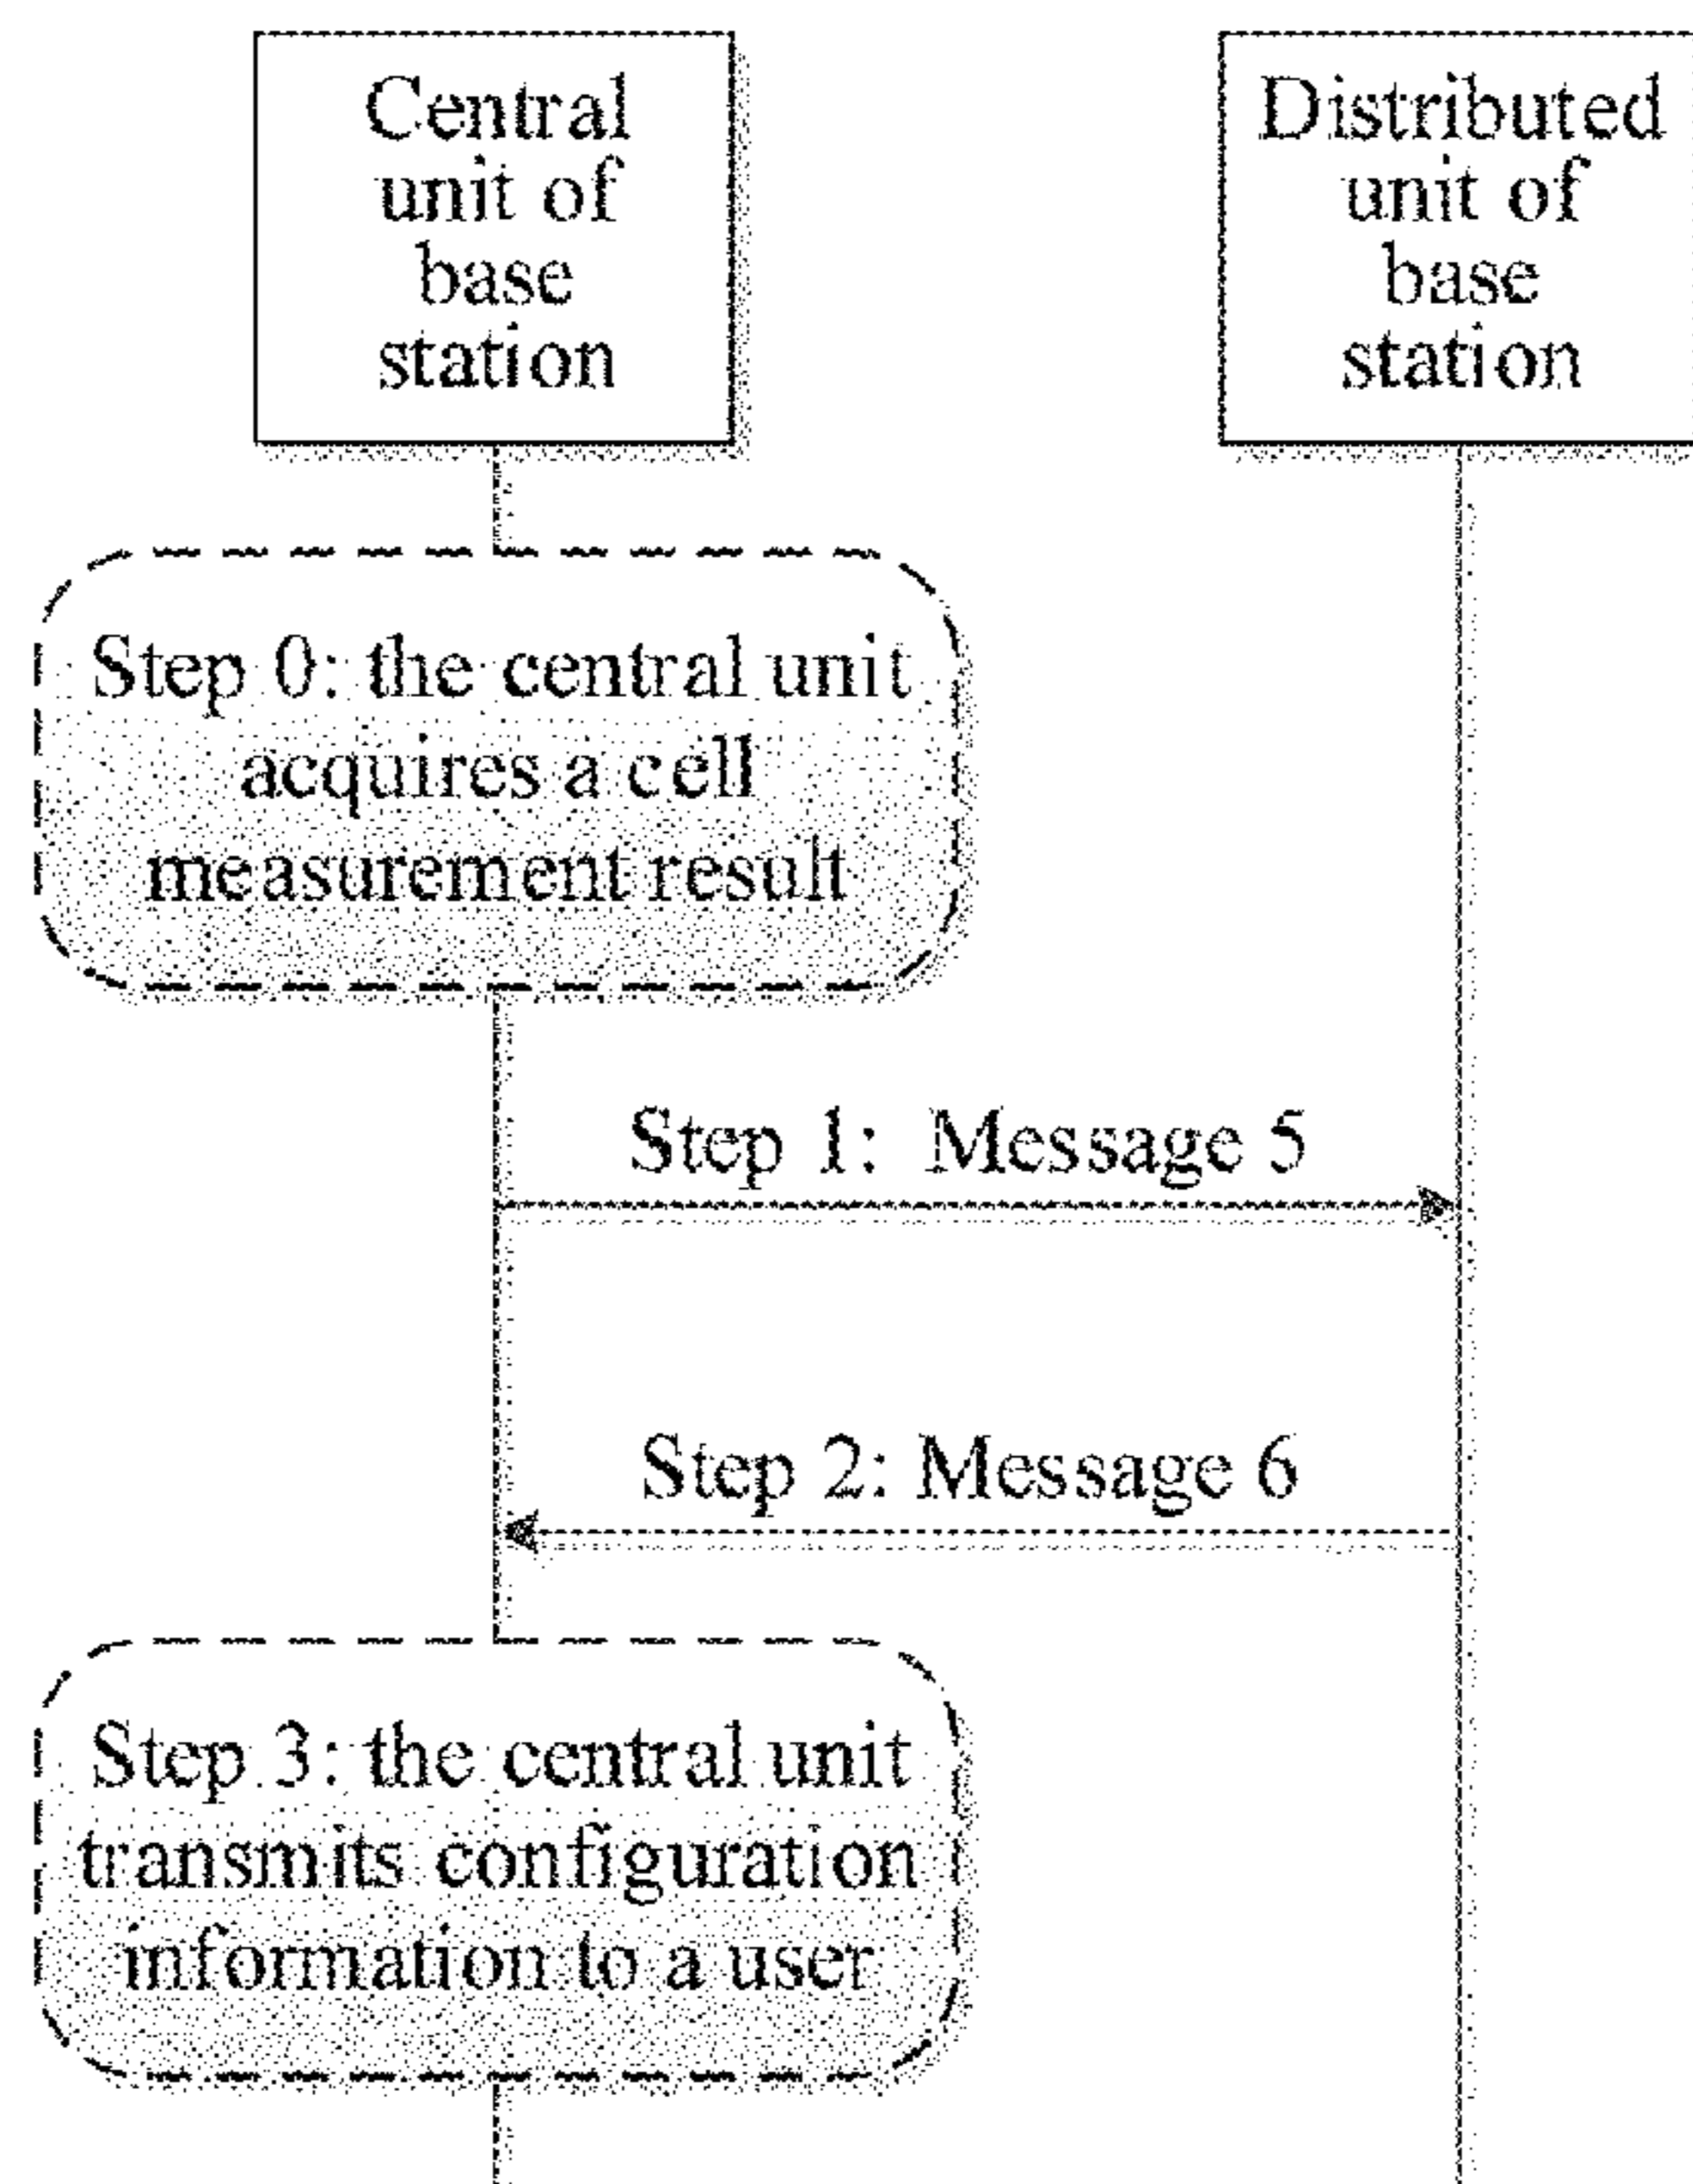 Central
unit of
base
station
Distributed
unit of
base
station
Step 0: the central unit
acquires a cell
measurement result
Step 1: Message 5
Step 2: Message 6
Step 3: the central unit
transmits configuration
information to a user